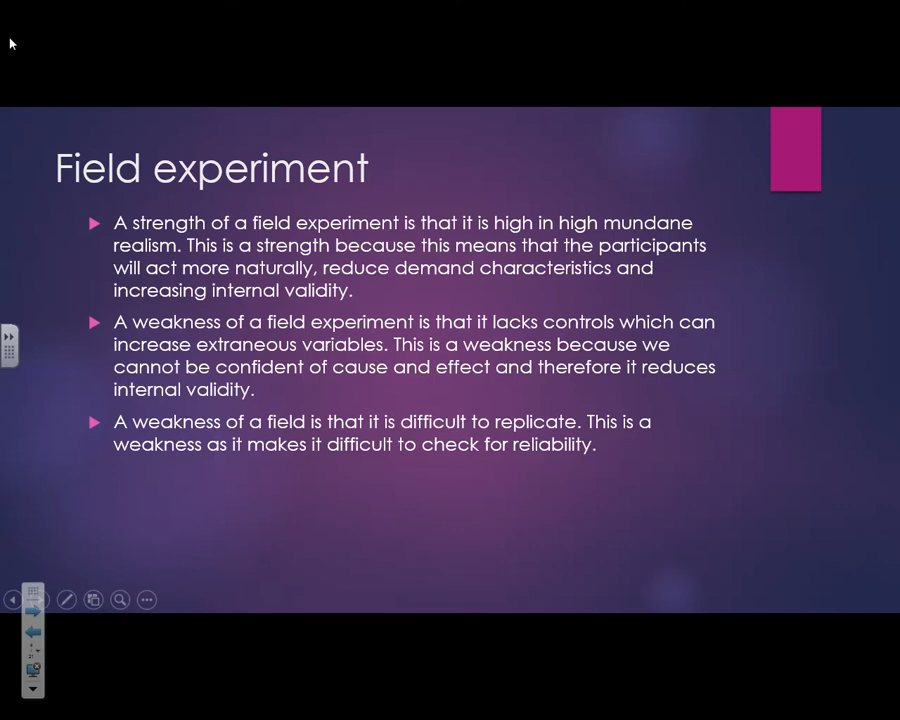 Field experiment
A strength of a field experiment is that it is high in high mundane
realism. This is a strength because this means that the participants
will act more naturally, reduce demand characteristics and
increasing internal validity.
A weakness of a field experiment is that it lacks controls which can
increase extraneous variables. This is a weakness because we
cannot be confident of cause and effect and therefore it reduces
internal validity.
A weakness of a field is that it is difficult to replicate. This is a
weakness as it makes it difficult to check for reliability.